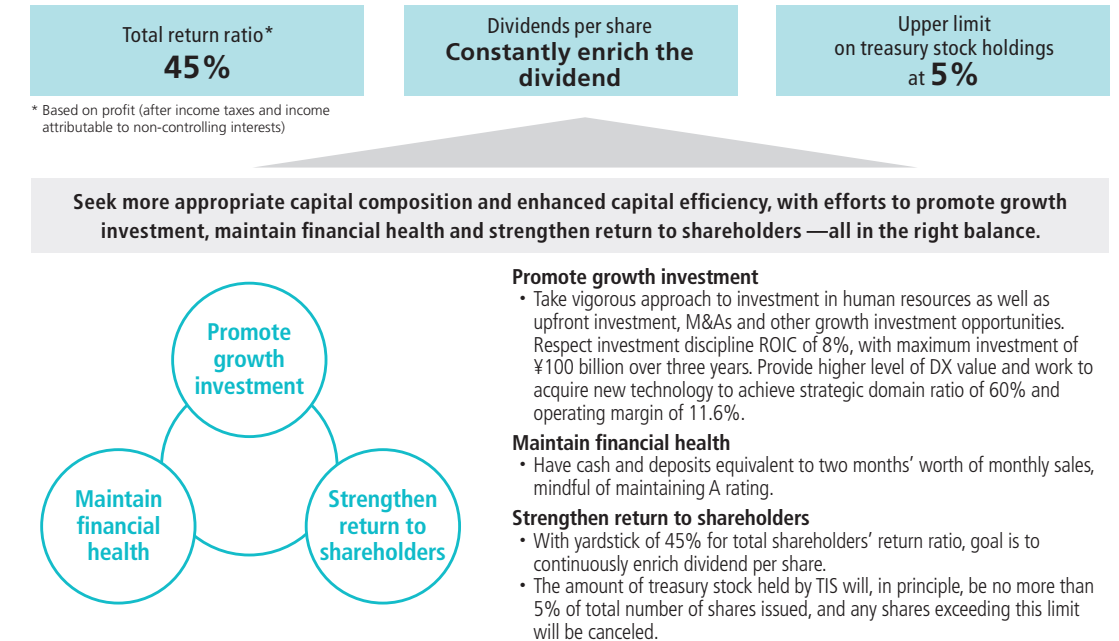 Total return ratio*
45%
Dividends per share
Constantly enrich the
dividend
Upper limit
on treasury stock holdings
at 5%
* Based on profit (after income taxes and income
attributable to non-controlling interests)
Seek more appropriate capital composition and enhanced capital efficiency, with efforts to promote growth
investment, maintain financial health and strengthen return to shareholders —all in the right balance.
Promote
growth
investment
Maintain
financial
health
Strengthen
return to
shareholders
Promote growth investment
・Take vigorous approach to investment in human resources as well as
upfront investment, M&As and other growth investment opportunities.
Respect investment discipline ROIC of 8%, with maximum investment of
¥100 billion over three years. Provide higher level of DX value and work to
acquire new technology to achieve strategic domain ratio of 60% and
operating margin of 11.6%.
Maintain financial health
・Have cash and deposits equivalent to two months’ worth of monthly sales,
mindful of maintaining A rating.
Strengthen return to shareholders
・With yardstick of 45% for total shareholders’ return ratio, goal is to
continuously enrich dividend per share.
・The amount of treasury stock held by TIS will, in principle, be no more than
5% of total number of shares issued, and any shares exceeding this limit
will be canceled.